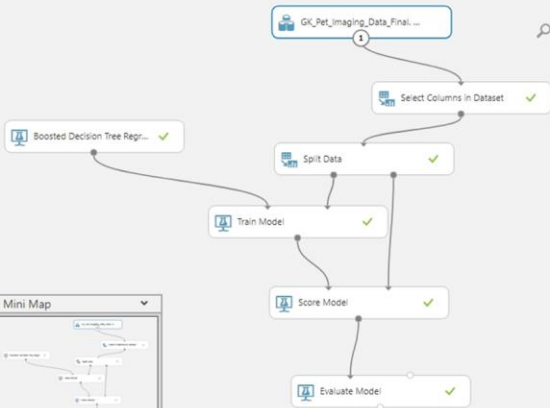 GK_Pet_Imaging_Data_Final. ...
1
Select Columns in Dataset
Boosted Decision Tree Regr...
Split Data
Train Model
Score Model
Mini Map
Evaluate Model